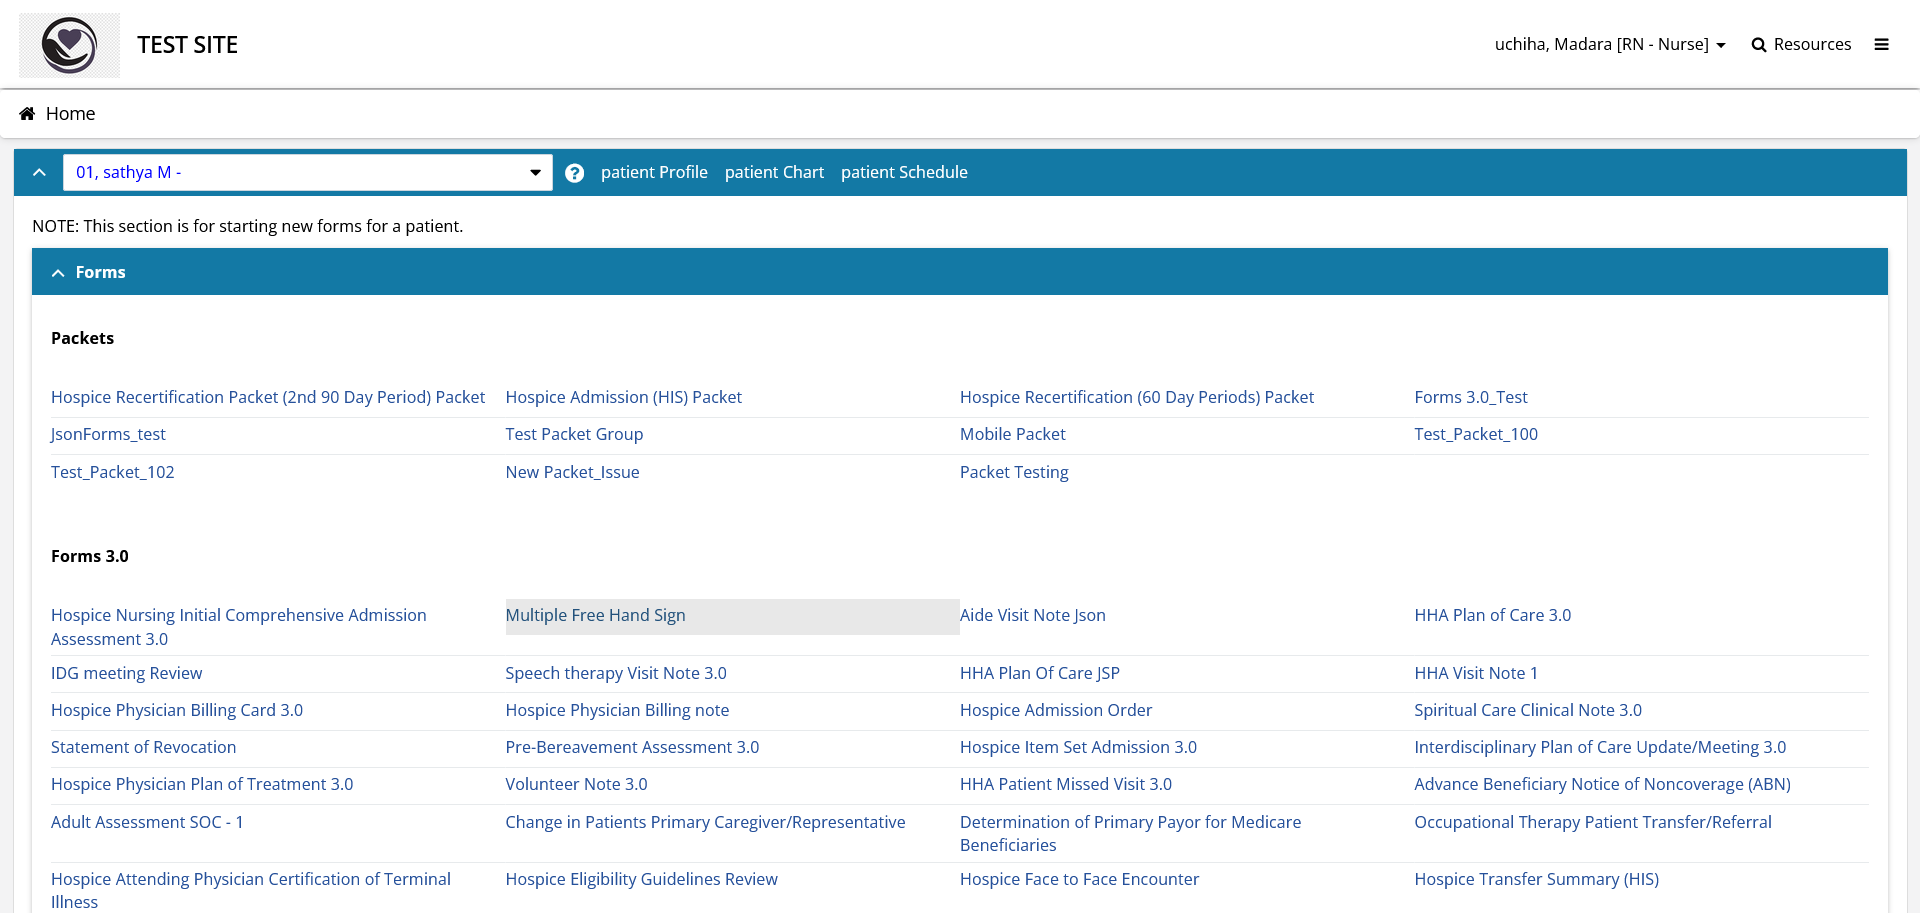 TEST SITE
uchiha, Madara [RN - Nurse]
Resources
Home
01, sathya M -
patient Profile
patient Chart
patient Schedule
NOTE: This section is for starting new forms for a patient.
Forms
Packets
Hospice Recertification Packet (2nd 90 Day Period) Packet
Hospice Admission (HIS) Packet
Hospice Recertification (60 Day Periods) Packet
Forms 3.0_Test
JsonForms_test
Test Packet Group
Mobile Packet
Test_Packet_100
Test_Packet_102
New Packet_Issue
Packet Testing
Forms 3.0
Hospice Nursing Initial Comprehensive Admission
Assessment 3.0
Multiple Free Hand Sign
Aide Visit Note Json
HHA Plan of Care 3.0
IDG meeting Review
Speech therapy Visit Note 3.0
HHA Plan Of Care JSP
HHA Visit Note 1
Hospice Physician Billing Card 3.0
Hospice Physician Billing note
Hospice Admission Order
Spiritual Care Clinical Note 3.0
Statement of Revocation
Pre-Bereavement Assessment 3.0
Hospice Item Set Admission 3.0
Interdisciplinary Plan of Care Update/Meeting 3.0
Hospice Physician Plan of Treatment 3.0
Volunteer Note 3.0
HHA Patient Missed Visit 3.0
Advance Beneficiary Notice of Noncoverage (ABN)
Adult Assessment SOC - 1
Change in Patients Primary Caregiver/Representative
Determination of Primary Payor for Medicare
Beneficiaries
Occupational Therapy Patient Transfer/Referral
Hospice Attending Physician Certification of Terminal
Illness
Hospice Eligibility Guidelines Review
Hospice Face to Face Encounter
Hospice Transfer Summary (HIS)